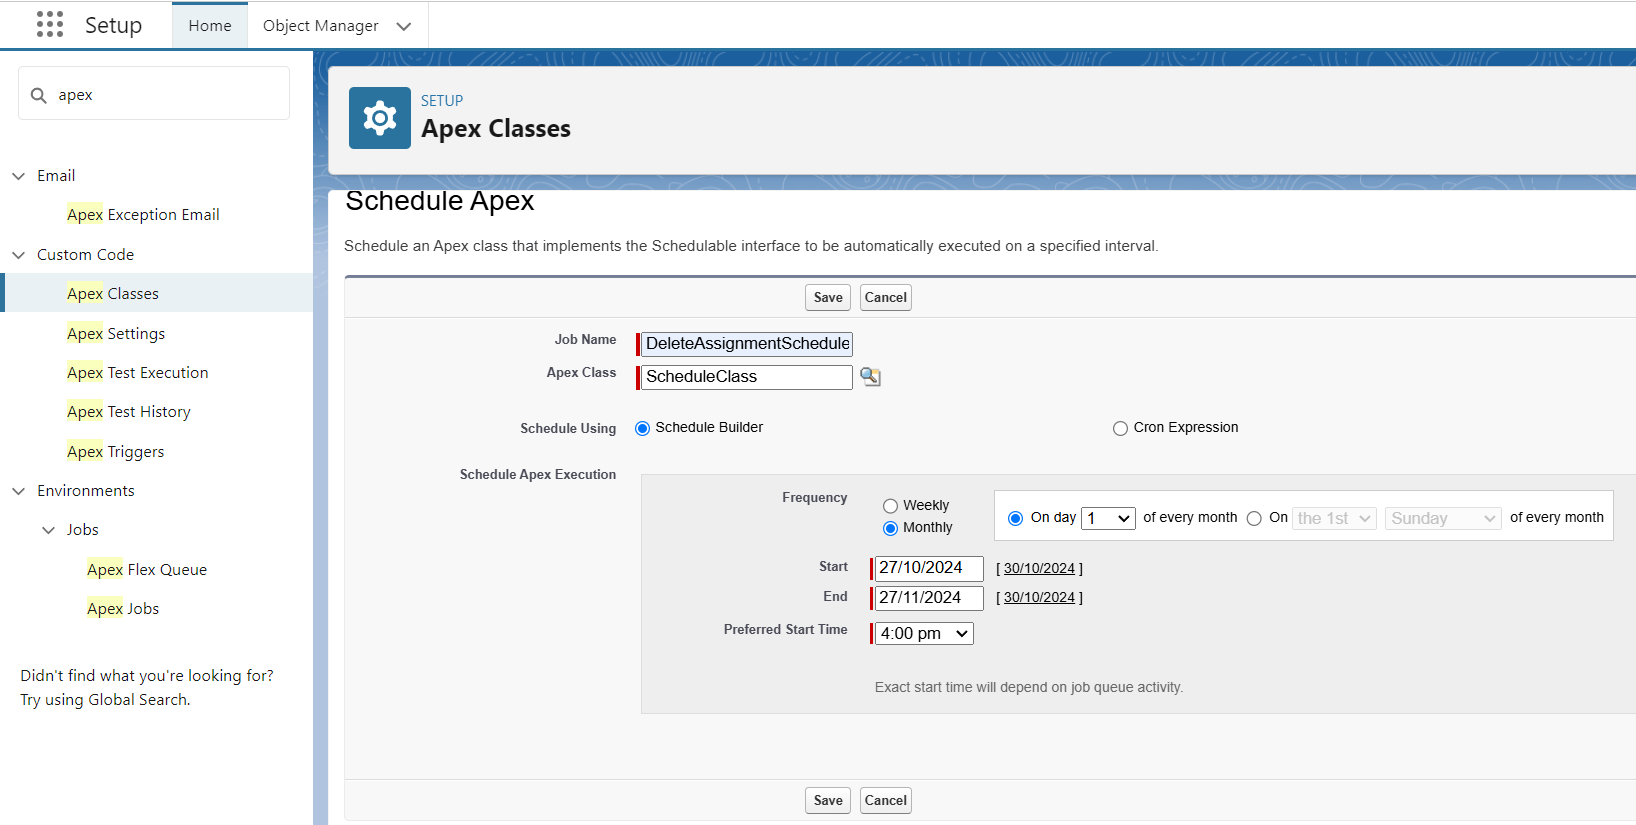 Setup
Home
Object Manager
apex
Email
Apex Exception Email
Custom Code
Apex Classes
Apex Settings
Apex Test Execution
Apex Test History
Apex Triggers
Environments
Jobs
Apex Flex Queue
Apex Jobs
Didn't find what you're looking for?
Try using Global Search.
SETUP
Apex Classes
Schedule Apex
Schedule an Apex class that implements the Schedulable interface to be automatically executed on a specified interval.
Save Cancel
Job Name DeleteAssignmentSchedule
Apex Class ScheduleClass
Schedule Using Schedule Builder Cron Expression
Schedule Apex Execution
Frequency Weekly
Monthly
On day 1 of every month On the 1st Sunday of every month
Start 27/10/2024 [ 30/10/2024 ]
End 27/11/2024 [ 30/10/2024 ]
Preferred Start Time 4:00 pm
Exact start time will depend on job queue activity.
Save Cancel